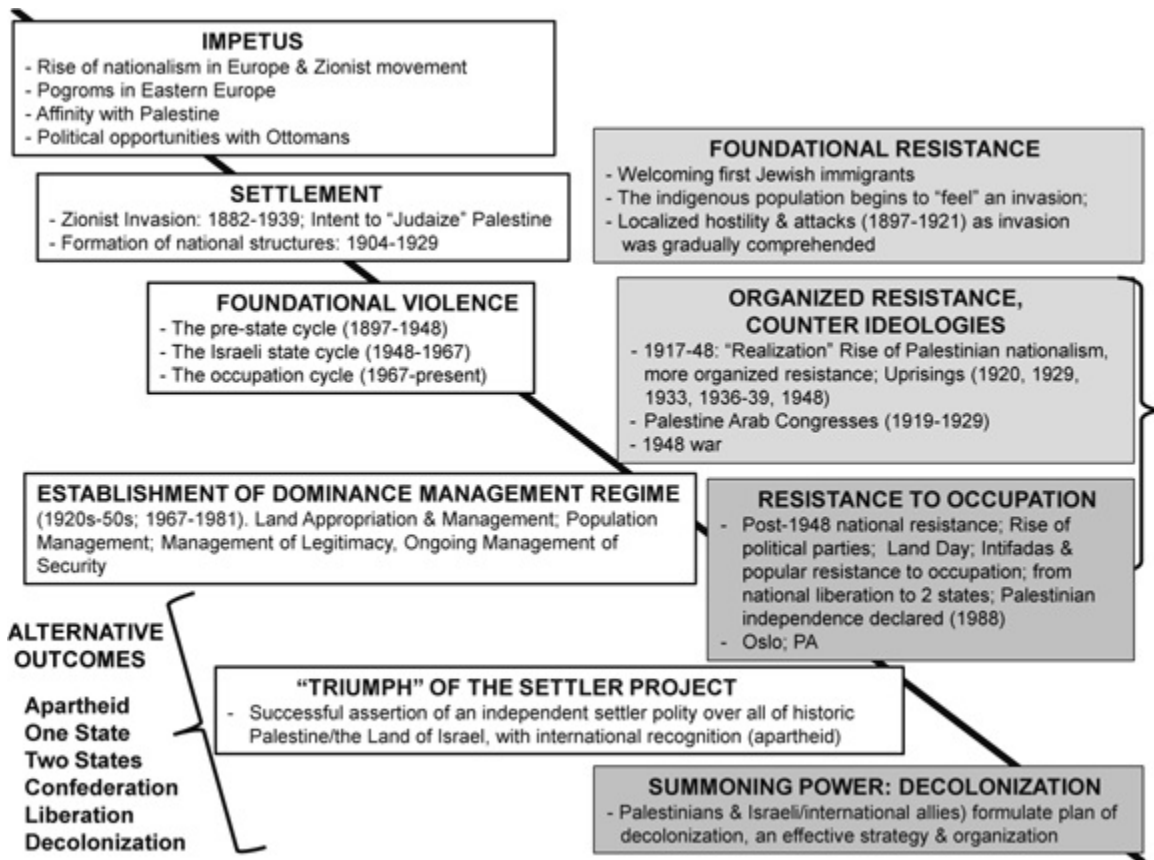 IMPETUS
- Rise of nationalism in Europe & Zionist movement
- Pogroms in Eastern Europe
- Affinity with Palestine
- Political opportunities with Ottomans
FOUNDATIONAL RESISTANCE
- Welcoming first Jewish immigrants
- The indigenous population begins to “feel” an invasion;
- Localized hostility & attacks (1897-1921) as invasion
was gradually comprehended
SETTLEMENT
- Zionist Invasion: 1882-1939; Intent to “Judaize” Palestine
- Formation of national structures: 1904-1929
FOUNDATIONAL VIOLENCE
- The pre-state cycle (1897-1948)
- The Israeli state cycle (1948-1967)
- The occupation cycle (1967-present)
ORGANIZED RESISTANCE,
COUNTER IDEOLOGIES
- 1917-48: “Realization” Rise of Palestinian nationalism,
more organized resistance; Uprisings (1920, 1929,
1933, 1936-39, 1948)
- Palestine Arab Congresses (1919-1929)
- 1948 war
ESTABLISHMENT OF DOMINANCE MANAGEMENT REGIME
(1920s-50s; 1967-1981). Land Appropriation & Management; Population
Management; Management of Legitimacy, Ongoing Management of
Security
RESISTANCE TO OCCUPATION
- Post-1948 national resistance; Rise of
political parties; Land Day; Intifadas &
popular resistance to occupation; from
national liberation to 2 states; Palestinian
independence declared (1988)
- Oslo; PA
ALTERNATIVE
OUTCOMES
Apartheid
One State
Two States
Confederation
Liberation
Decolonization
“TRIUMPH” OF THE SETTLER PROJECT
- Successful assertion of an independent settler polity over all of historic
Palestine/the Land of Israel, with international recognition (apartheid)
SUMMONING POWER: DECOLONIZATION
- Palestinians & Israeli/international allies) formulate plan of
decolonization, an effective strategy & organization